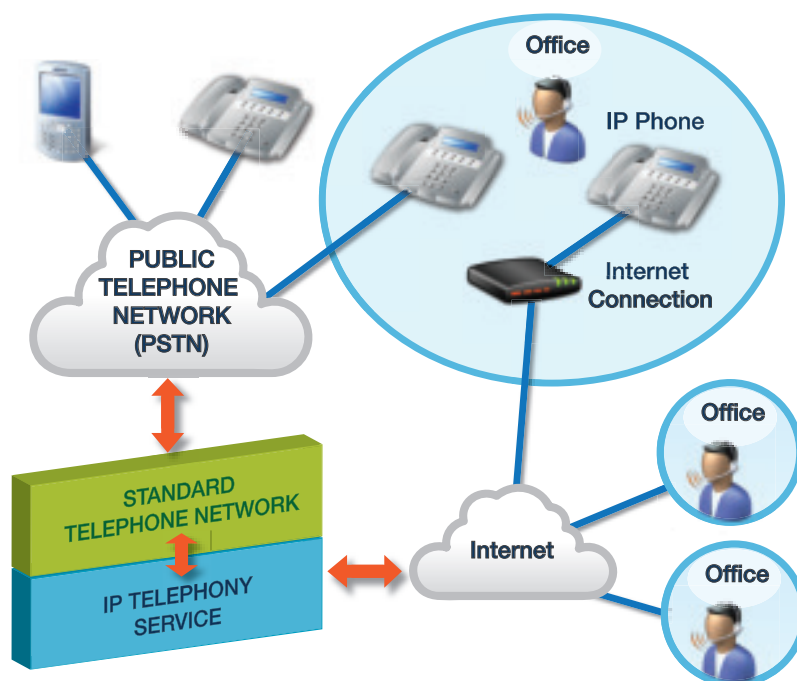 Office
IP Phone
PUBLIC
TELEPHONE
NETWORK
(PSTN)
Internet
Connection
Office
STANDARD
TELEPHONE NETWORK
Internet
IP TELEPHONY
SERVICE
Office